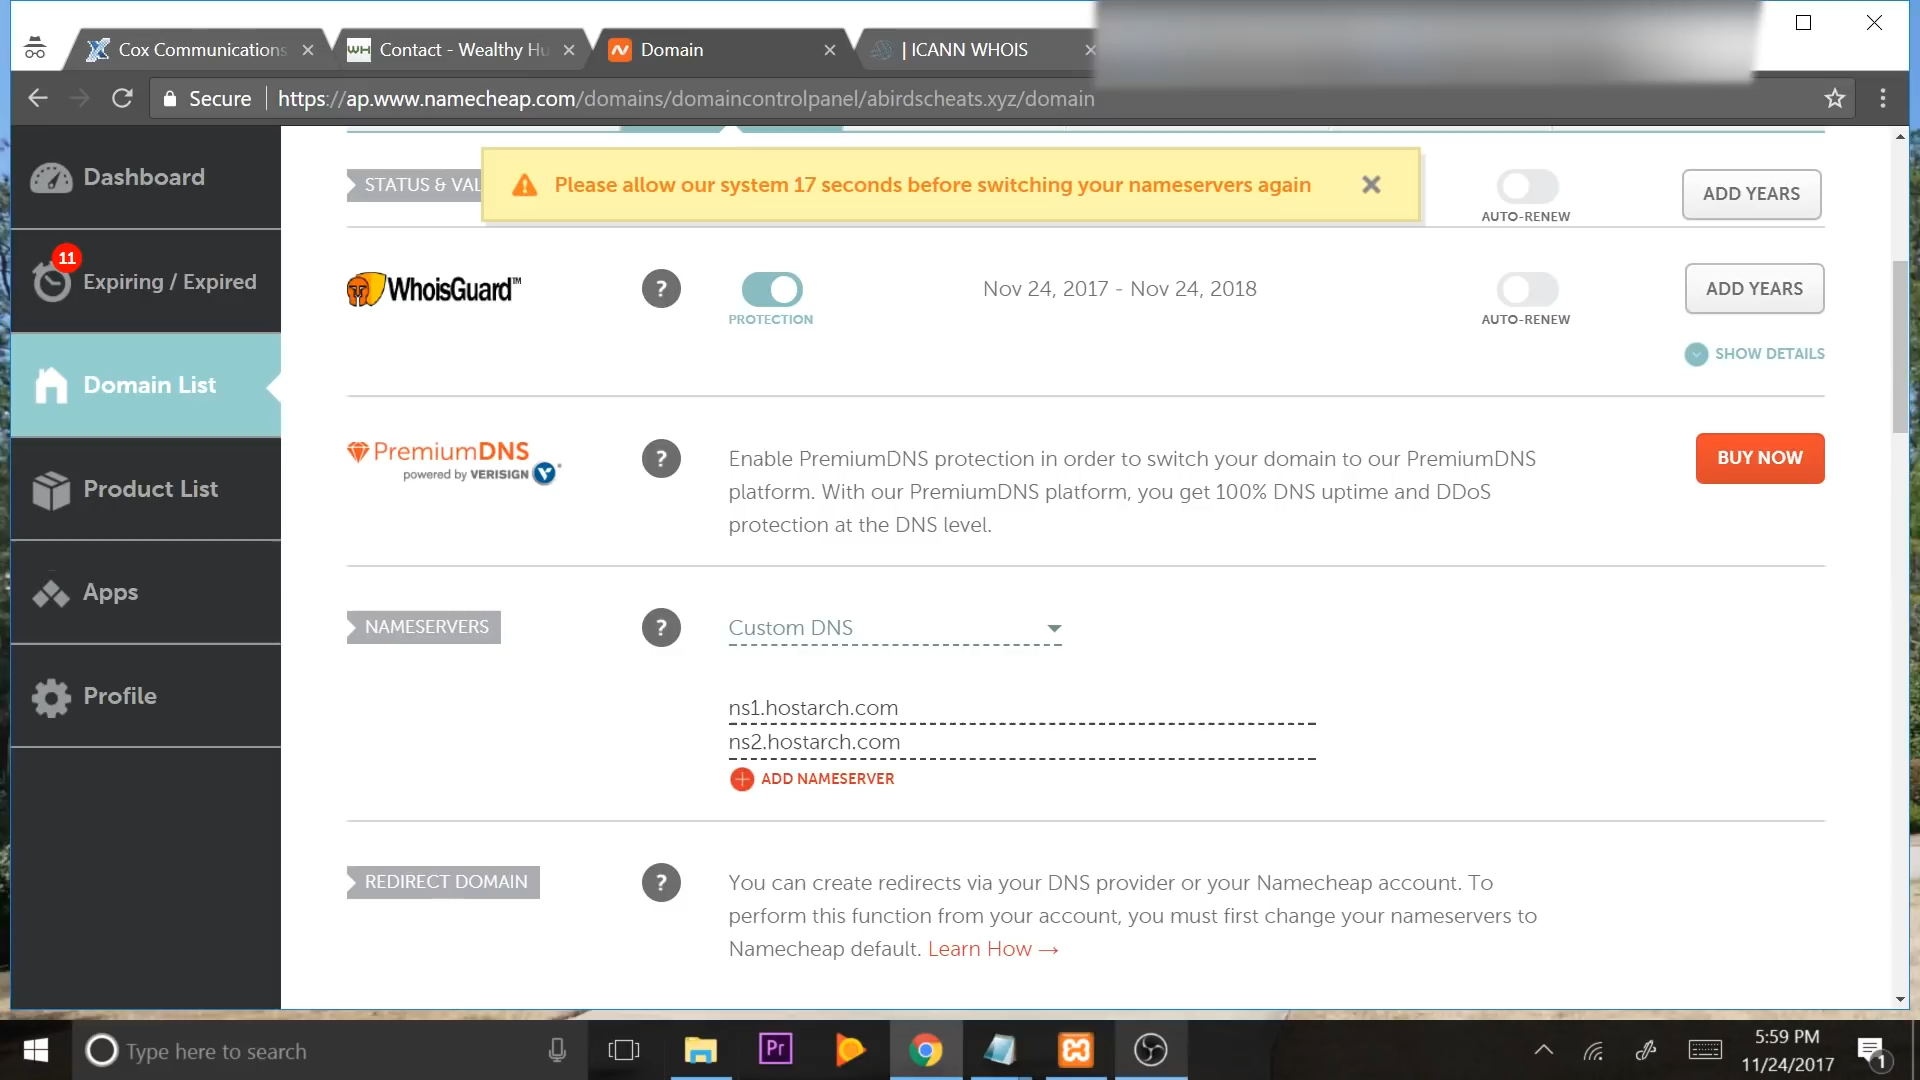 Cox Communications
WH Contact - Wealthy Hu
Domain
| ICANN WHOIS
Secure https://ap.www.namecheap.com/domains/domaincontrolpanel/abirdscheats.xyz/domain
Dashboard
11
Expiring / Expired
Domain List
Product List
Apps
Profile
STATUS & VAL
Please allow our system 17 seconds before switching your nameservers again
AUTO-RENEW
ADD YEARS
WhoisGuard™
?
PROTECTION
Nov 24, 2017 - Nov 24, 2018
AUTO-RENEW
ADD YEARS
SHOW DETAILS
PremiumDNS
powered by VERISIGN
?
Enable PremiumDNS protection in order to switch your domain to our PremiumDNS
platform. With our PremiumDNS platform, you get 100% DNS uptime and DDoS
protection at the DNS level.
BUY NOW
NAMESERVERS
?
Custom DNS
ns1.hostarch.com
ns2.hostarch.com
ADD NAMESERVER
REDIRECT DOMAIN
?
You can create redirects via your DNS provider or your Namecheap account. To
perform this function from your account, you must first change your nameservers to
Namecheap default. Learn How →
Type here to search
Pr
5:59 PM
11/24/2017
1